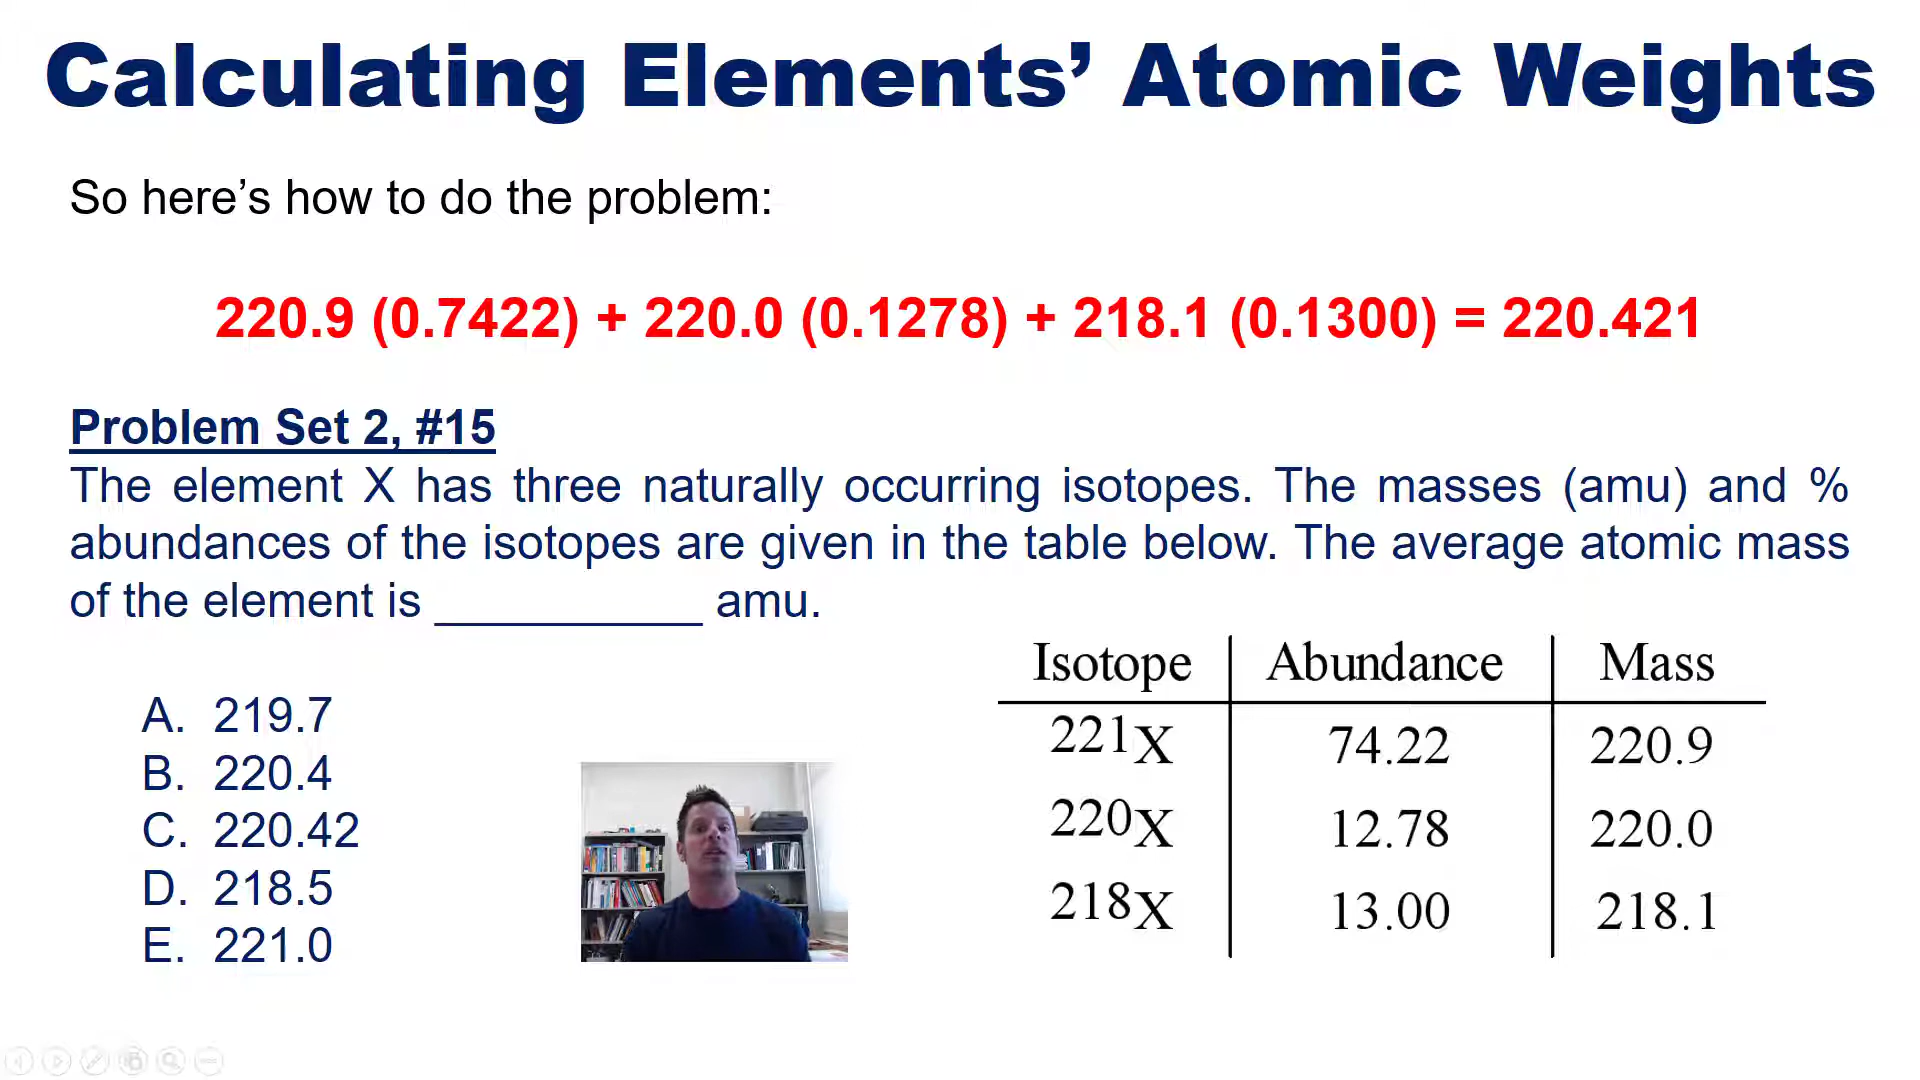 Calculating Elements’ Atomic Weights
So here’s how to do the problem:
220.9 (0.7422) + 220.0 (0.1278) + 218.1 (0.1300) = 220.421
Problem Set 2, #15
The element X has three naturally occurring isotopes. The masses (amu) and %
abundances of the isotopes are given in the table below. The average atomic mass
of the element is __________ amu.
A. 219.7
B. 220.4
C. 220.42
D. 218.5
E. 221.0
Isotope Abundance Mass
²²¹X 74.22 220.9
²²⁰X 12.78 220.0
²¹⁸X 13.00 218.1